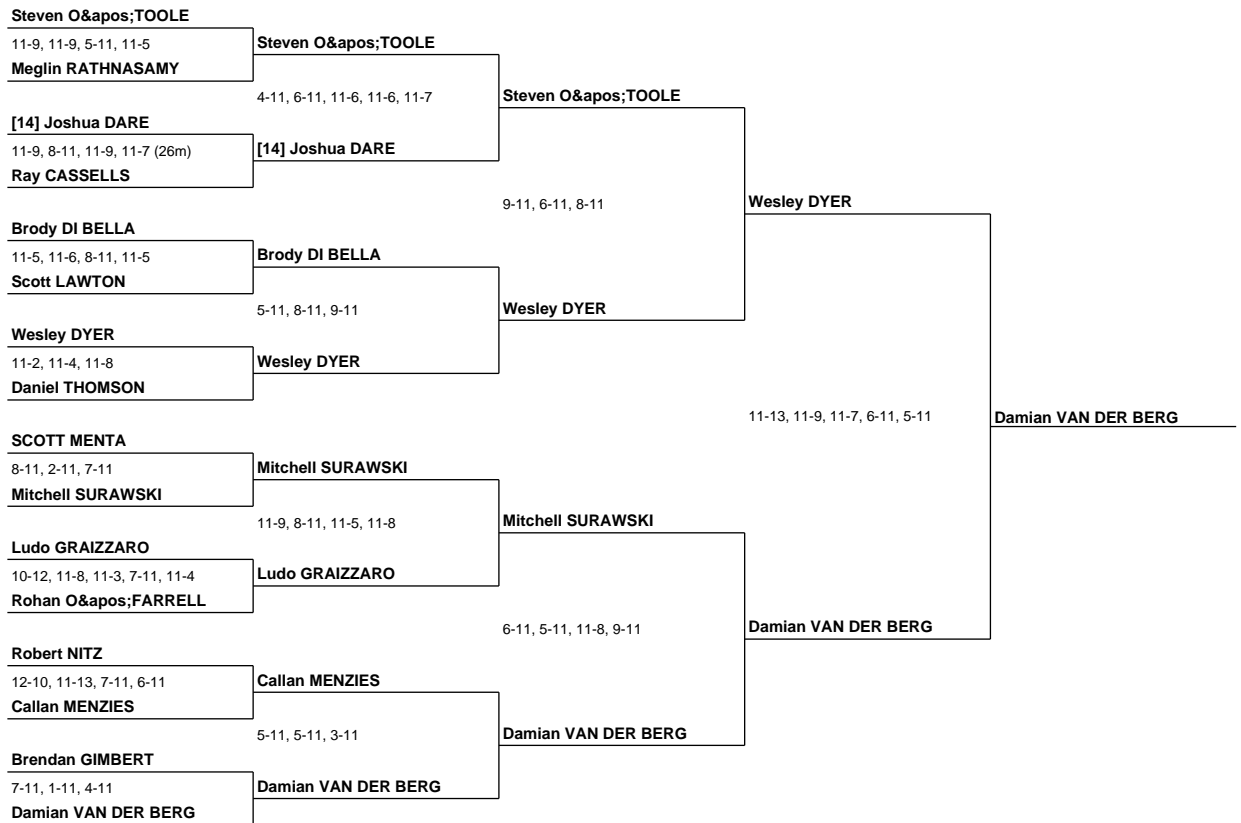 Steven O&apos;TOOLE
11-9, 11-9, 5-11, 11-5
Meglin RATHNASAMY
[14] Joshua DARE
11-9, 8-11, 11-9, 11-7 (26m)
Ray CASSELLS
Brody DI BELLA
11-5, 11-6, 8-11, 11-5
Scott LAWTON
Wesley DYER
11-2, 11-4, 11-8
Daniel THOMSON
SCOTT MENTA
8-11, 2-11, 7-11
Mitchell SURAWSKI
Ludo GRAIZZARO
10-12, 11-8, 11-3, 7-11, 11-4
Rohan O&apos;FARRELL
Robert NITZ
12-10, 11-13, 7-11, 6-11
Callan MENZIES
Brendan GIMBERT
7-11, 1-11, 4-11
Damian VAN DER BERG
Steven O&apos;TOOLE
4-11, 6-11, 11-6, 11-6, 11-7
[14] Joshua DARE
Brody DI BELLA
5-11, 8-11, 9-11
Wesley DYER
Mitchell SURAWSKI
11-9, 8-11, 11-5, 11-8
Ludo GRAIZZARO
Callan MENZIES
5-11, 5-11, 3-11
Damian VAN DER BERG
Steven O&apos;TOOLE
9-11, 6-11, 8-11
Wesley DYER
Mitchell SURAWSKI
6-11, 5-11, 11-8, 9-11
Damian VAN DER BERG
Wesley DYER
11-13, 11-9, 11-7, 6-11, 5-11
Damian VAN DER BERG
Damian VAN DER BERG